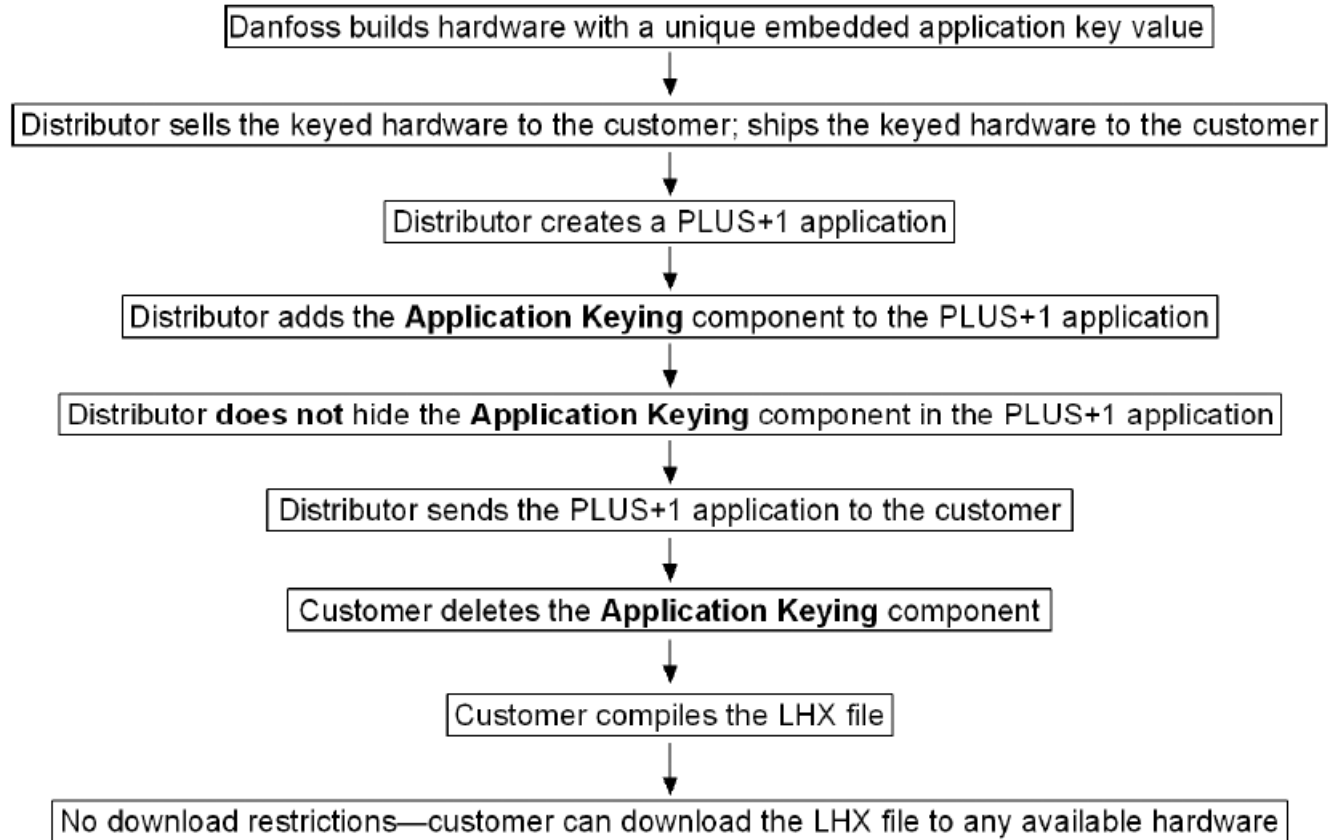 Danfoss builds hardware with a unique embedded application key value
Distributor sells the keyed hardware to the customer; ships the keyed hardware to the customer
Distributor creates a PLUS+1 application
Distributor adds the Application Keying component to the PLUS+1 application
Distributor does not hide the Application Keying component in the PLUS+1 application
Distributor sends the PLUS+1 application to the customer
Customer deletes the Application Keying component
Customer compiles the LHX file
No download restrictions—customer can download the LHX file to any available hardware